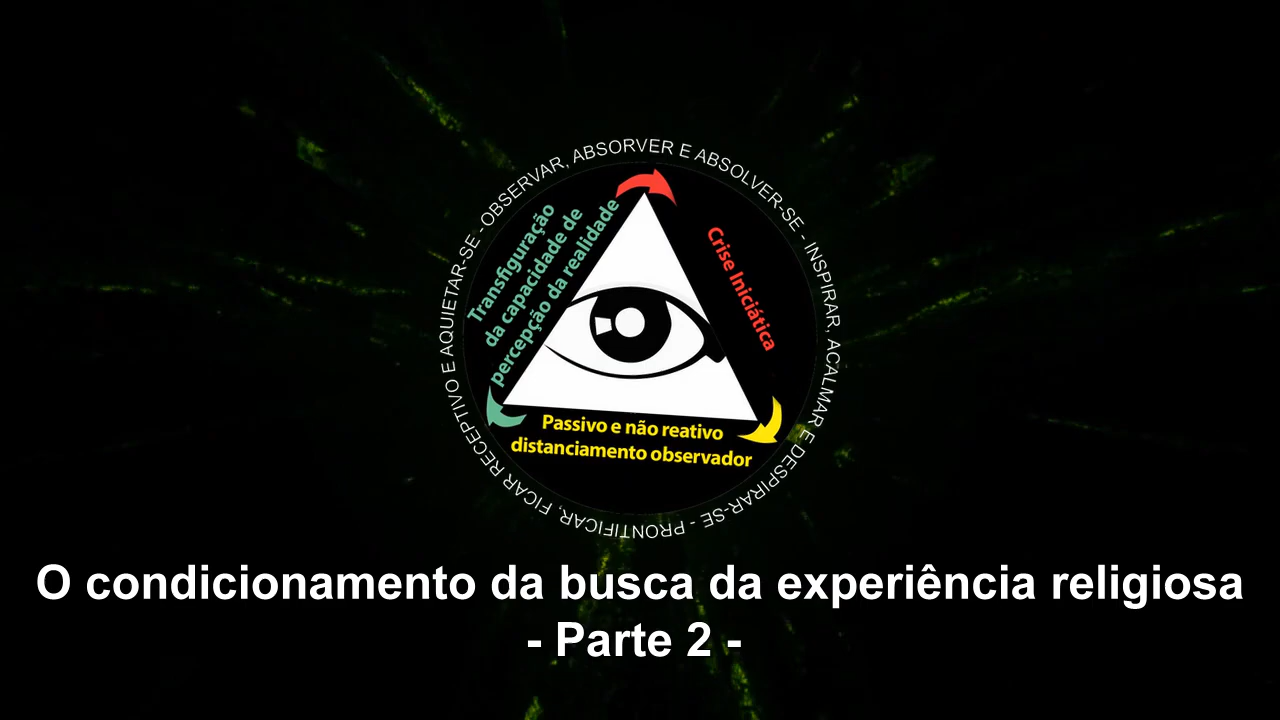 OBSERVAR, ABSORVER E ABSOLVER-SE - INSPIRAR, ACALMAR E DESPIRAR-SE - PRONTIFICAR, FICAR RECEPTIVO E AQUIETAR-SE -
Transfiguração
da capacidade de
percepção da realidade
Crise Iniciática
Passivo e não reativo
distanciamento observador
O condicionamento da busca da experiência religiosa
- Parte 2 -